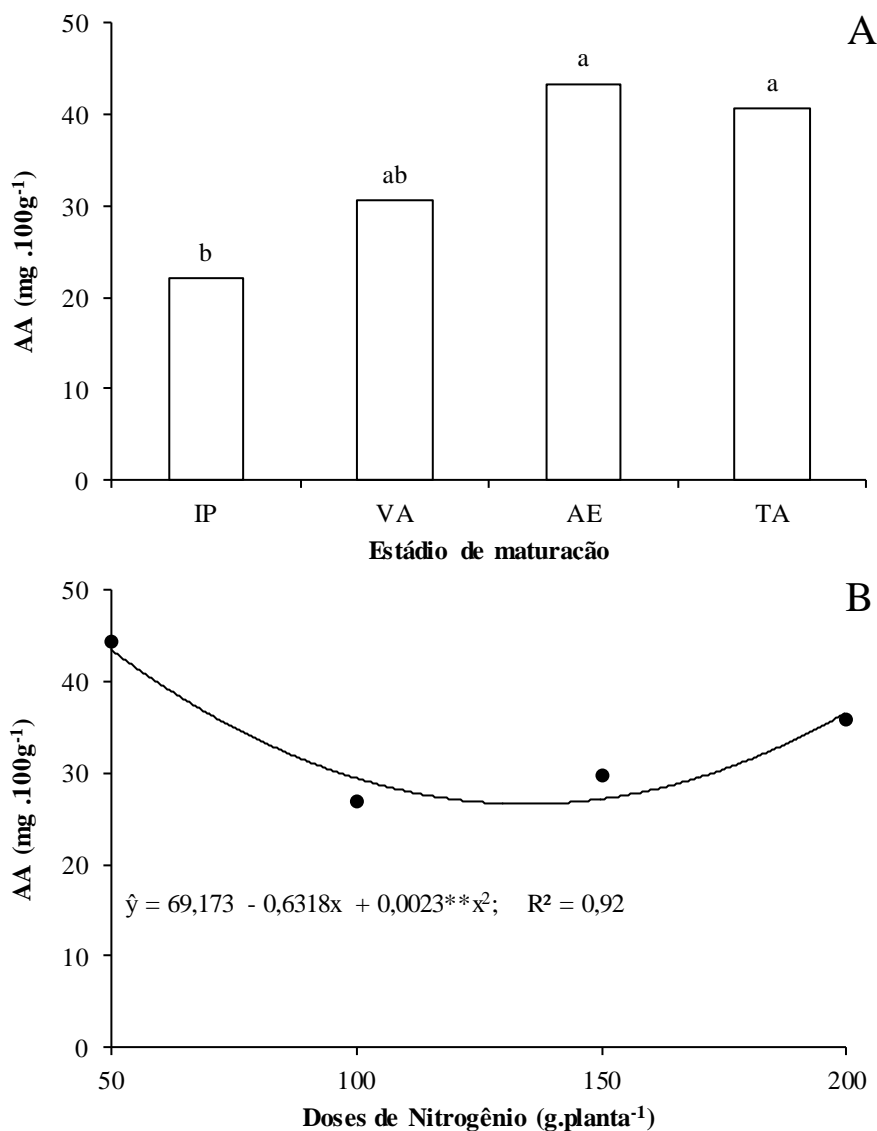 A
50
40
30
20
10
0
AA (mg .100g⁻¹)
b
ab
a
a
IP VA AE TA
Estádio de maturação
B
50
40
30
20
10
0
AA (mg .100g⁻¹)
ŷ = 69,173 - 0,6318x + 0,0023**x²; R² = 0,92
50 100 150 200
Doses de Nitrogênio (g.planta⁻¹)